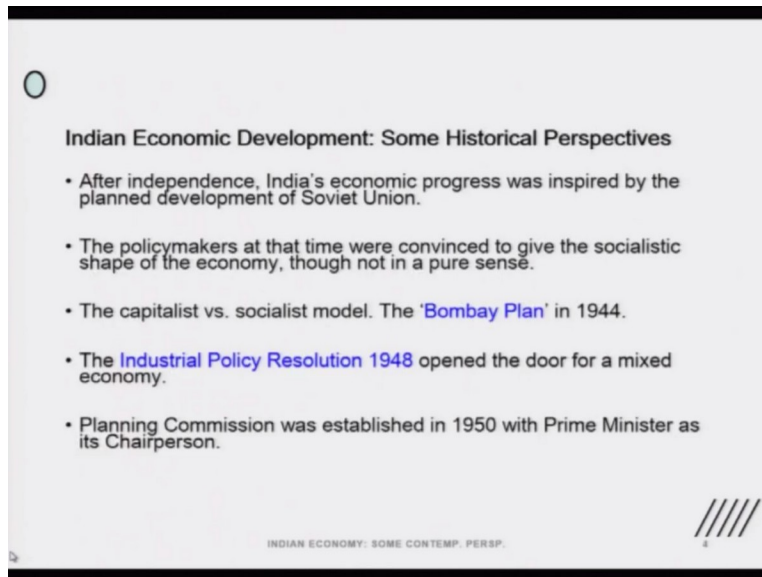 Indian Economic Development: Some Historical Perspectives
• After independence, India's economic progress was inspired by the
planned development of Soviet Union.
• The policymakers at that time were convinced to give the socialistic
shape of the economy, though not in a pure sense.
• The capitalist vs. socialist model. The 'Bombay Plan' in 1944.
• The Industrial Policy Resolution 1948 opened the door for a mixed
economy.
• Planning Commission was established in 1950 with Prime Minister as
its Chairperson.
INDIAN ECONOMY: SOME CONTEMP. PERSP.
4